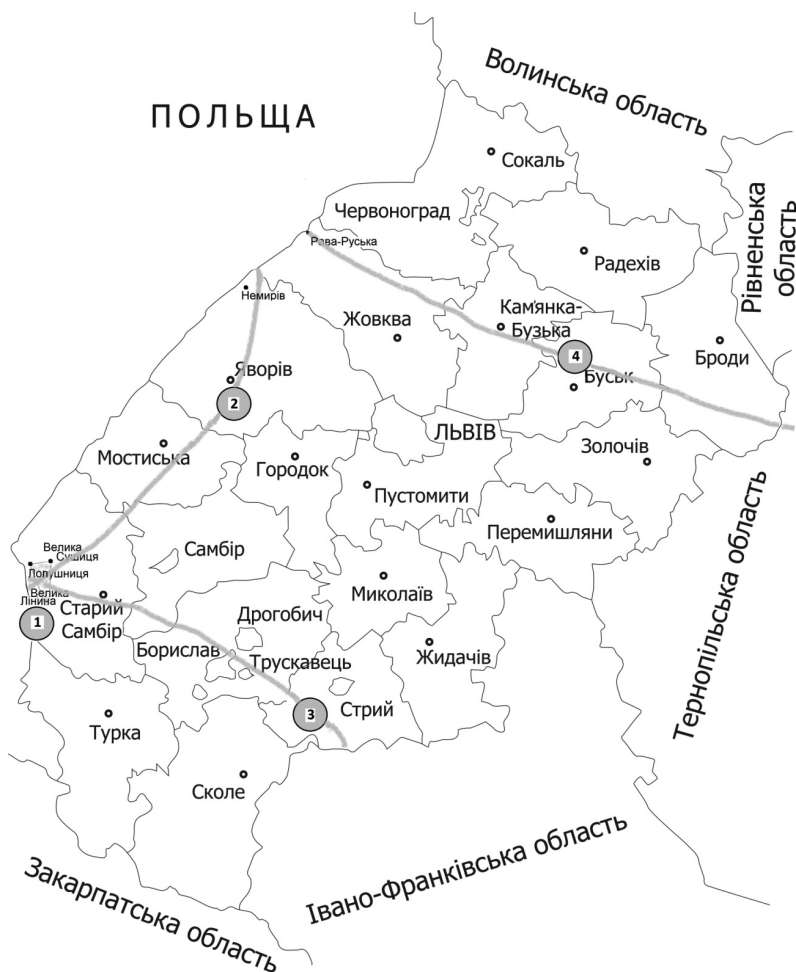 Волинська область
ПОЛЬЩА
Сокаль
Червоноград
Рівненська
область
Рава-Руська
Радехів
Немирів
Камянка-
Бузька
Жовква
4
Броди
Яворів
Буськ
2
ЛЬВІВ
Золочів
Мостиська
Городок
Пустомити
Перемишляни
Тернопільська область
Велика
Сушиця
Самбір
Лопушниця
Миколаїв
Велика
Лініна
Старий
Самбір
1
Дрогобич
Борислав
Жидачів
Трускавець
3
Стрий
Турка
Сколе
Закарпатська область
Івано-Франківська область